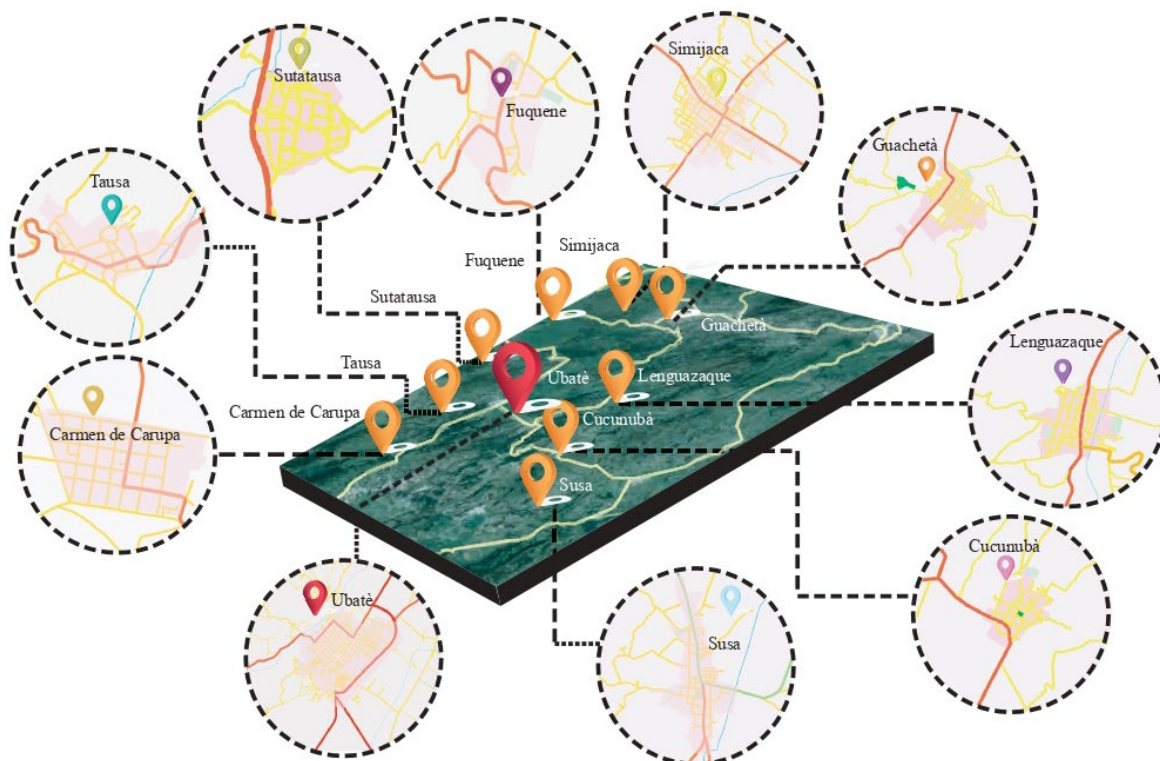 Sutatausa
Fuquene
Simijaca
Guachetà
Tausa
Carmen de Carupa
Lenguazaque
Cucunubà
Ubatè
Susa
Simijaca
Fuquene
Sutatausa
Guachetà
Tausa
Ubatè
Lenguazaque
Carmen de Carupa
Cucunubà
Susa